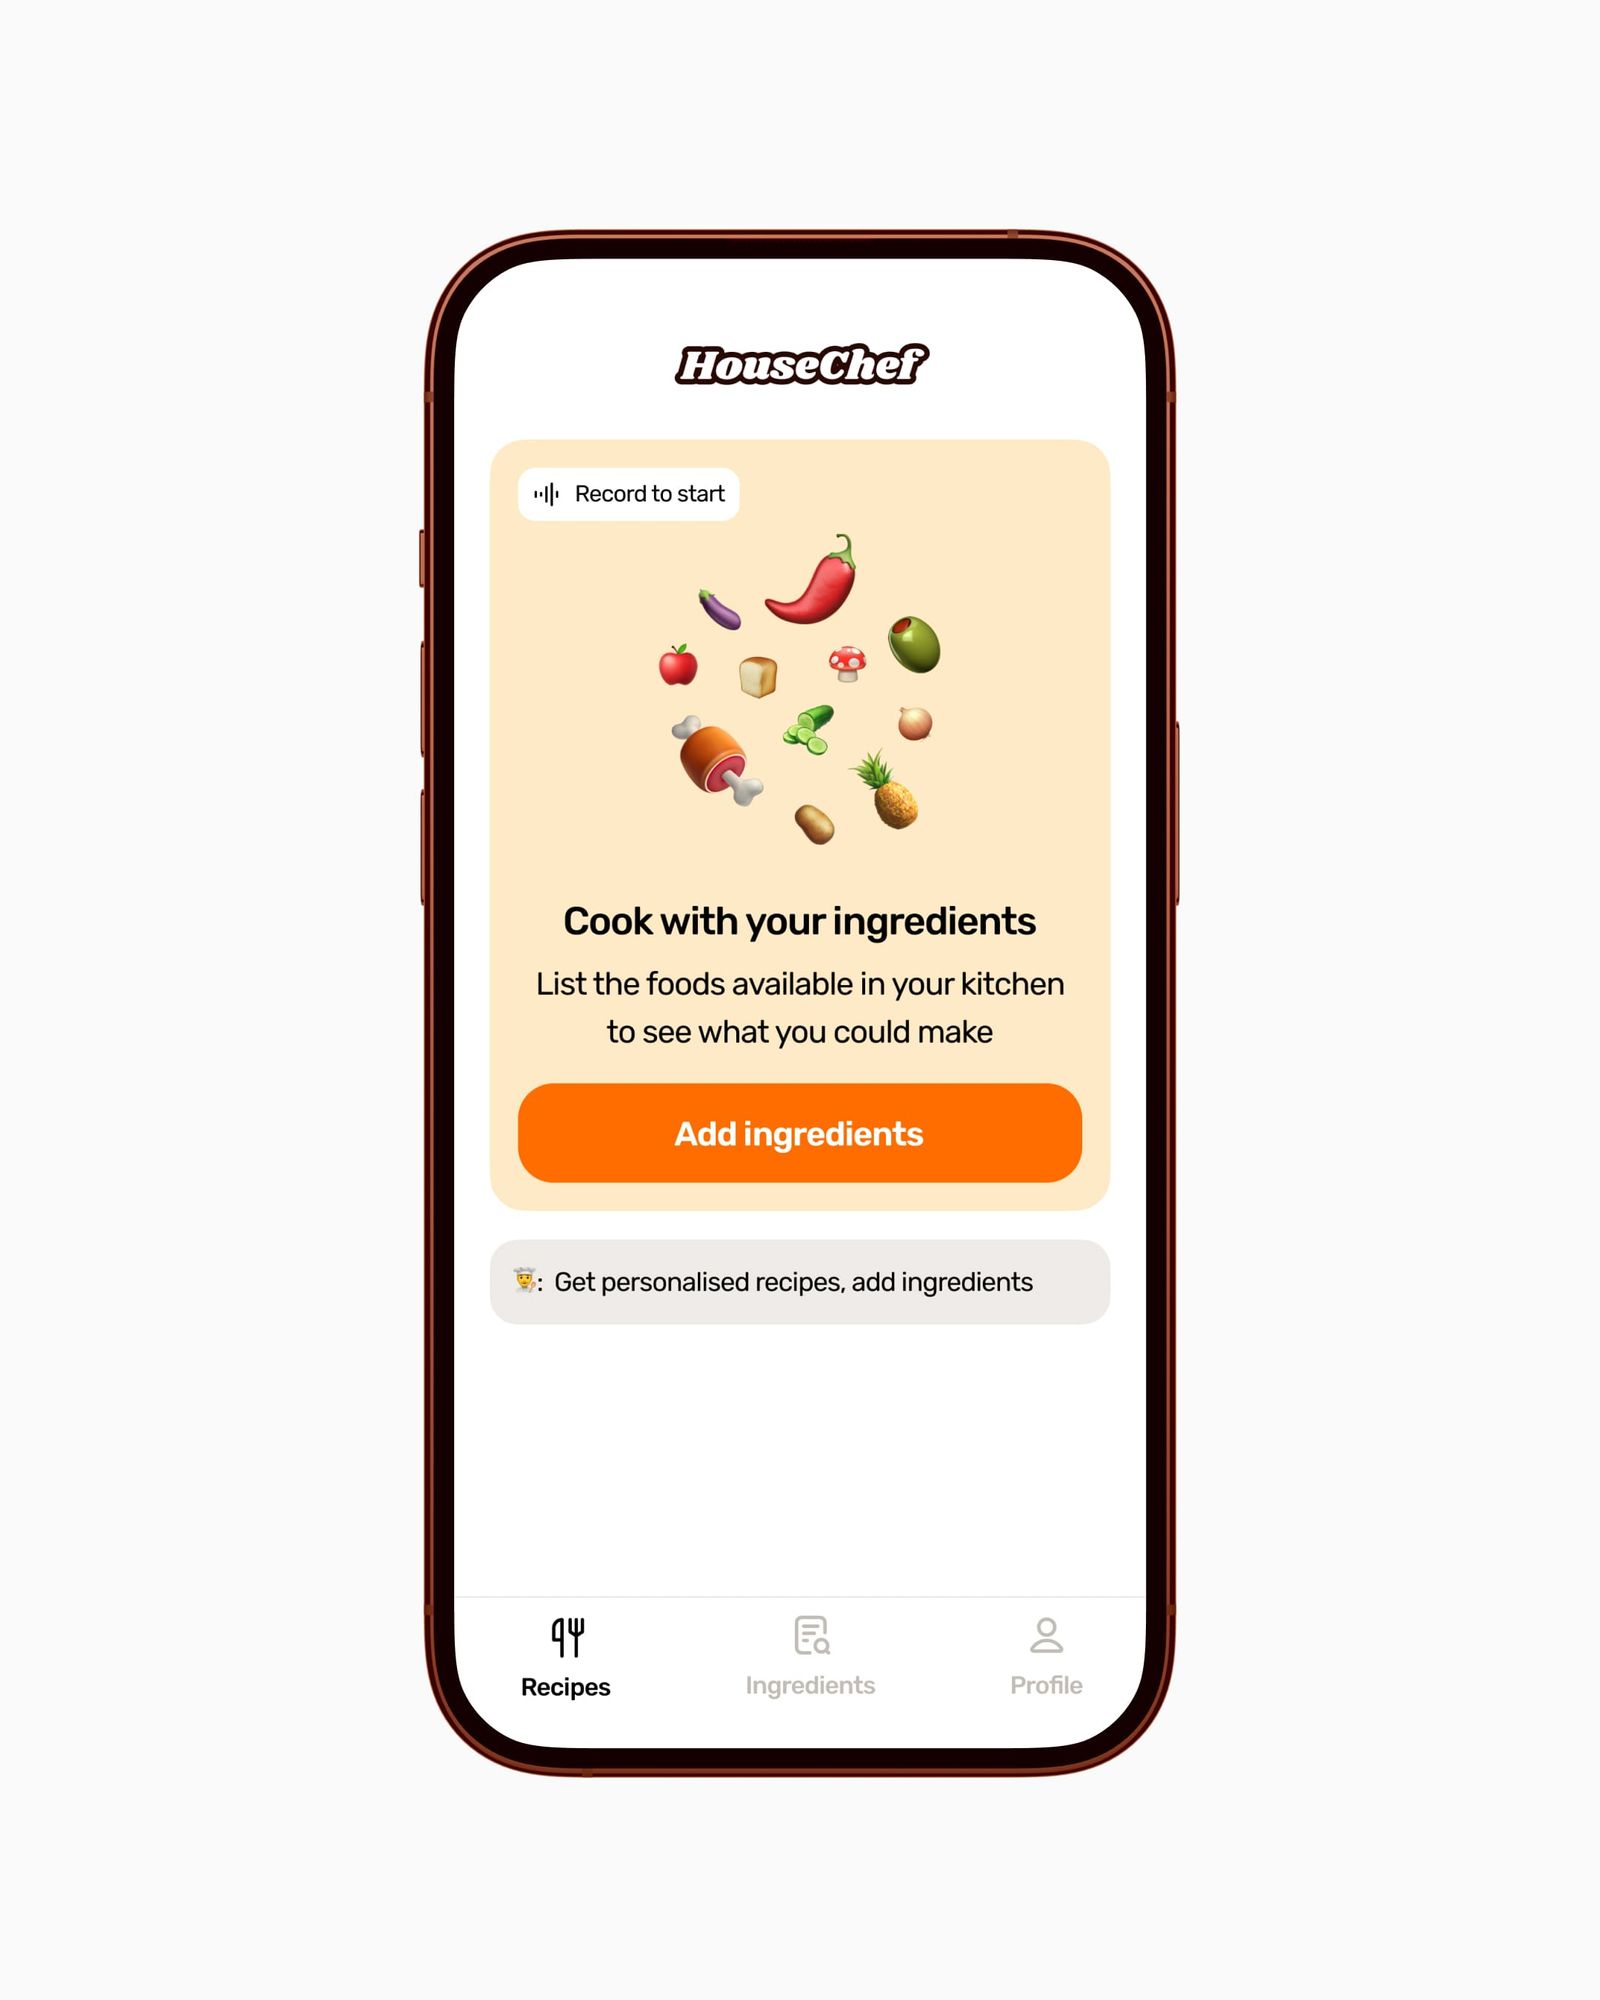 HouseChef
Record to start
Cook with your ingredients
List the foods available in your kitchen
to see what you could make
Add ingredients
: Get personalised recipes, add ingredients
Recipes
Ingredients
Profile